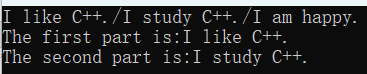 I like C++./I study C++./I am happy.
The first part is:I like C++.
The second part is:I study C++.